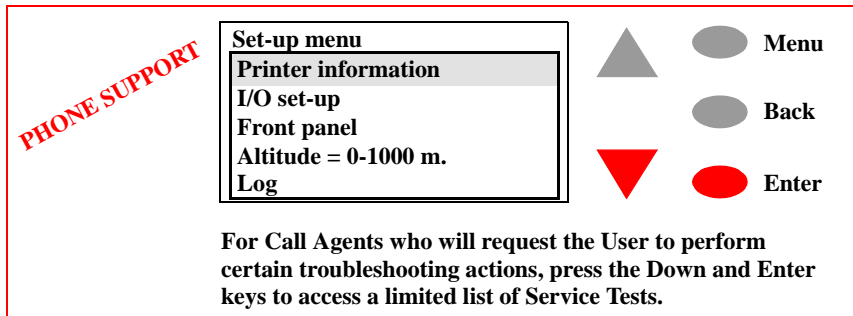 PHONE SUPPORT
Set-up menu
Printer information
I/O set-up
Front panel
Altitude = 0-1000 m.
Log
Menu
Back
Enter
For Call Agents who will request the User to perform
certain troubleshooting actions, press the Down and Enter
keys to access a limited list of Service Tests.